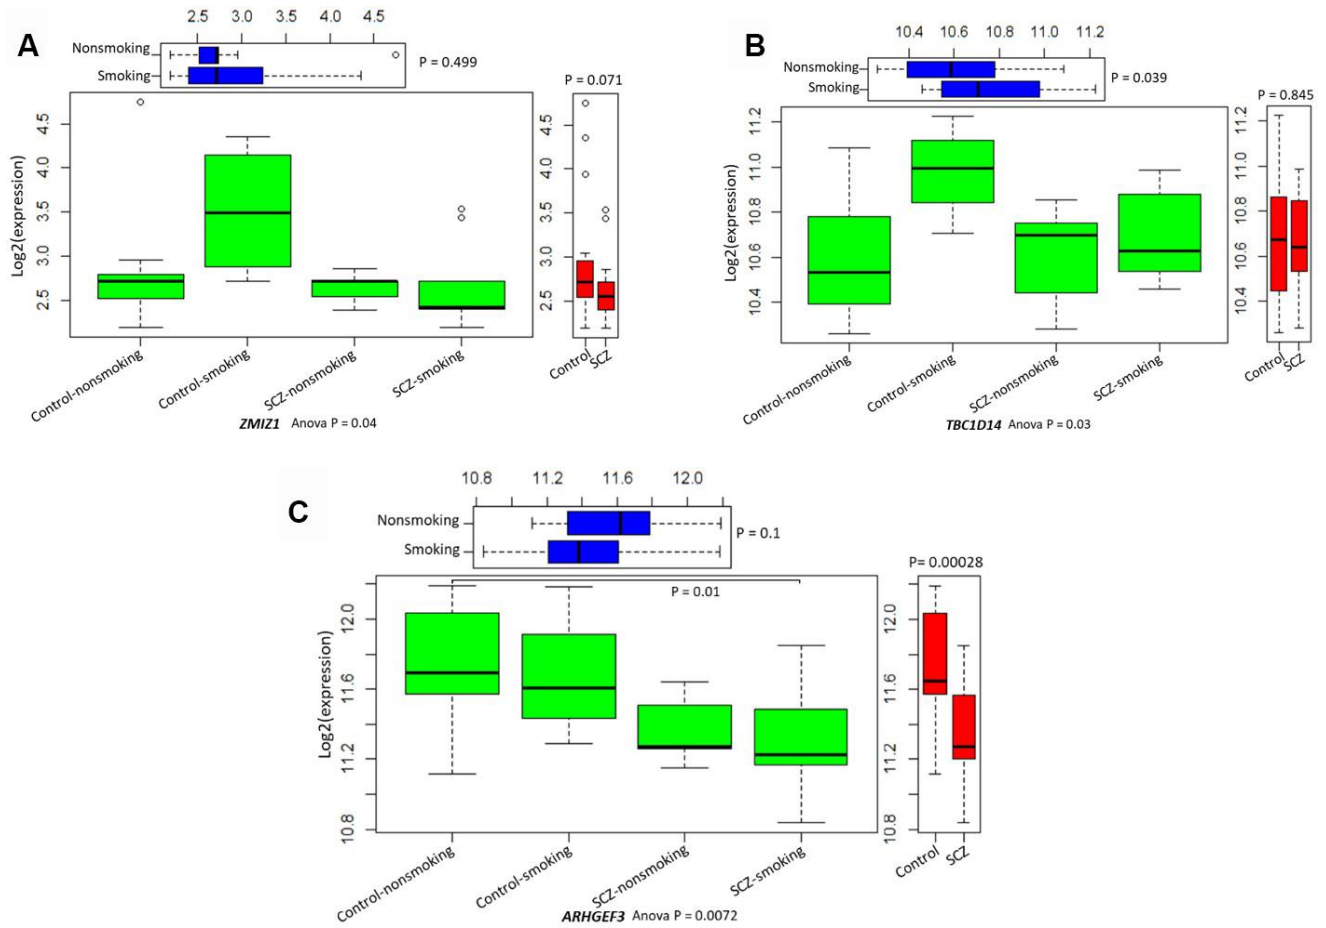 A
2.5 3.0 3.5 4.0 4.5
Nonsmoking
Smoking
P = 0.499
P = 0.071
Log2(expression)
4.5
4.0
3.5
3.0
2.5
4.5
4.0
3.5
3.0
2.5
Control-nonsmoking
Control-smoking
SCZ-nonsmoking
SCZ-smoking
Control
SCZ
ZMIZ1 Anova P = 0.04
B
10.4 10.6 10.8 11.0 11.2
Nonsmoking
Smoking
P = 0.039
P = 0.845
Log2(expression)
11.2
11.0
10.8
10.6
10.4
11.2
11.0
10.8
10.6
10.4
Control-nonsmoking
Control-smoking
SCZ-nonsmoking
SCZ-smoking
Control
SCZ
TBC1D14 Anova P = 0.03
C
10.8 11.2 11.6 12.0
Nonsmoking
Smoking
P = 0.1
P= 0.00028
P = 0.01
Log2(expression)
12.0
11.6
11.2
10.8
12.0
11.6
11.2
10.8
Control-nonsmoking
Control-smoking
SCZ-nonsmoking
SCZ-smoking
Control
SCZ
ARHGEF3 Anova P = 0.0072